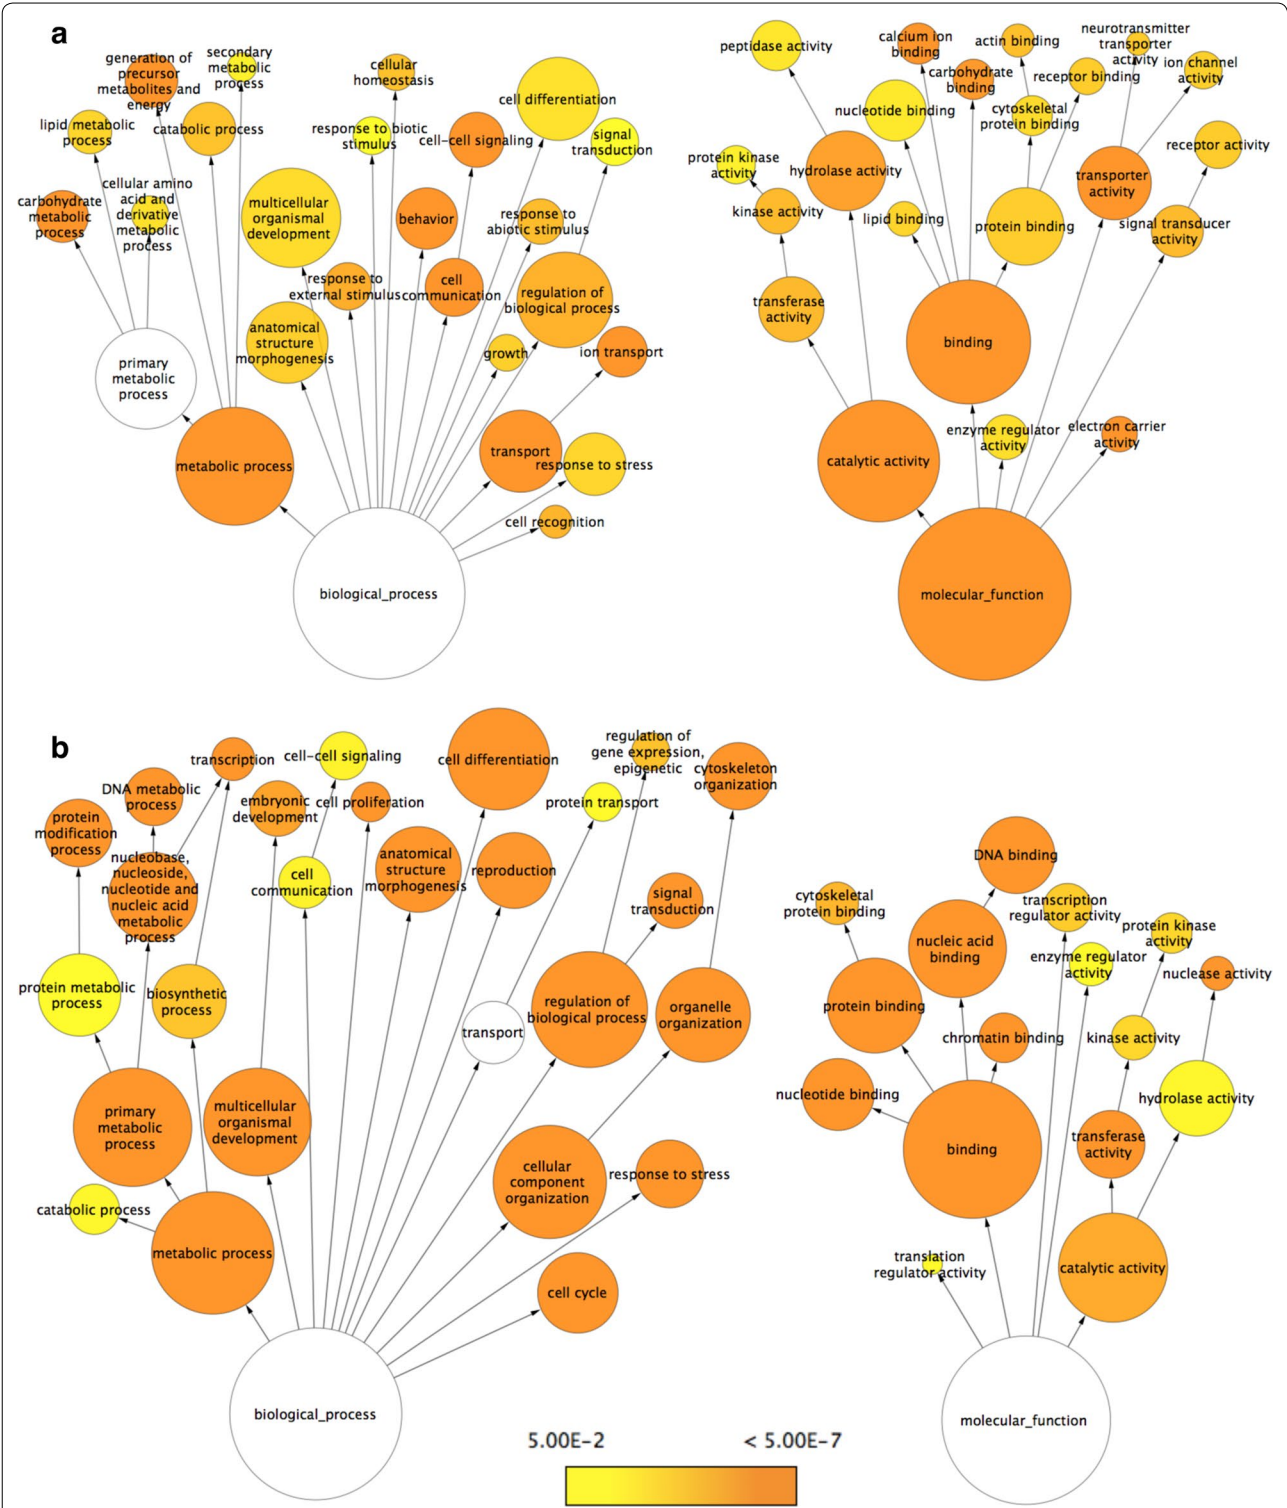 a
generation of
precursor
metabolites and
energy
secondary
metabolic
process
lipid metabolic
process
catabolic process
carbohydrate
metabolic
process
cellular amino
acid and
derivative
metabolic
process
primary
metabolic
process
metabolic process
cellular
homeostasis
response to biotic
stimulus
cell-cell signaling
cell differentiation
signal
transduction
multicellular
organismal
development
behavior
response to
abiotic stimulus
response to
external stimulus
cell
communication
regulation of
biological process
anatomical
structure
morphogenesis
growth
ion transport
transport
response to stress
cell recognition
biological_process
peptidase activity
calcium ion
binding
actin binding
neurotransmitter
transporter
activity
ion channel
activity
carbohydrate
binding
receptor binding
nucleotide binding
cytoskeletal
protein binding
receptor activity
protein kinase
activity
hydrolase activity
transporter
activity
kinase activity
lipid binding
protein binding
signal transducer
activity
transferase
activity
binding
enzyme regulator
activity
electron carrier
activity
catalytic activity
molecular_function
b
transcription
cell-cell signaling
cell differentiation
regulation of
gene expression,
epigenetic
cytoskeleton
organization
DNA metabolic
process
embryonic
development
cell proliferation
protein transport
protein
modification
process
nucleobase,
nucleoside,
nucleotide and
nucleic acid
metabolic
process
cell
communication
anatomical
structure
morphogenesis
reproduction
signal
transduction
protein metabolic
process
biosynthetic
process
transport
regulation of
biological process
organelle
organization
primary
metabolic
process
multicellular
organismal
development
cellular
component
organization
response to stress
catabolic process
metabolic process
cell cycle
biological_process
DNA binding
cytoskeletal
protein binding
transcription
regulator activity
protein kinase
activity
nucleic acid
binding
enzyme regulator
activity
nuclease activity
protein binding
chromatin binding
kinase activity
nucleotide binding
hydrolase activity
binding
transferase
activity
translation
regulator activity
catalytic activity
molecular_function
5.00E-2
< 5.00E-7